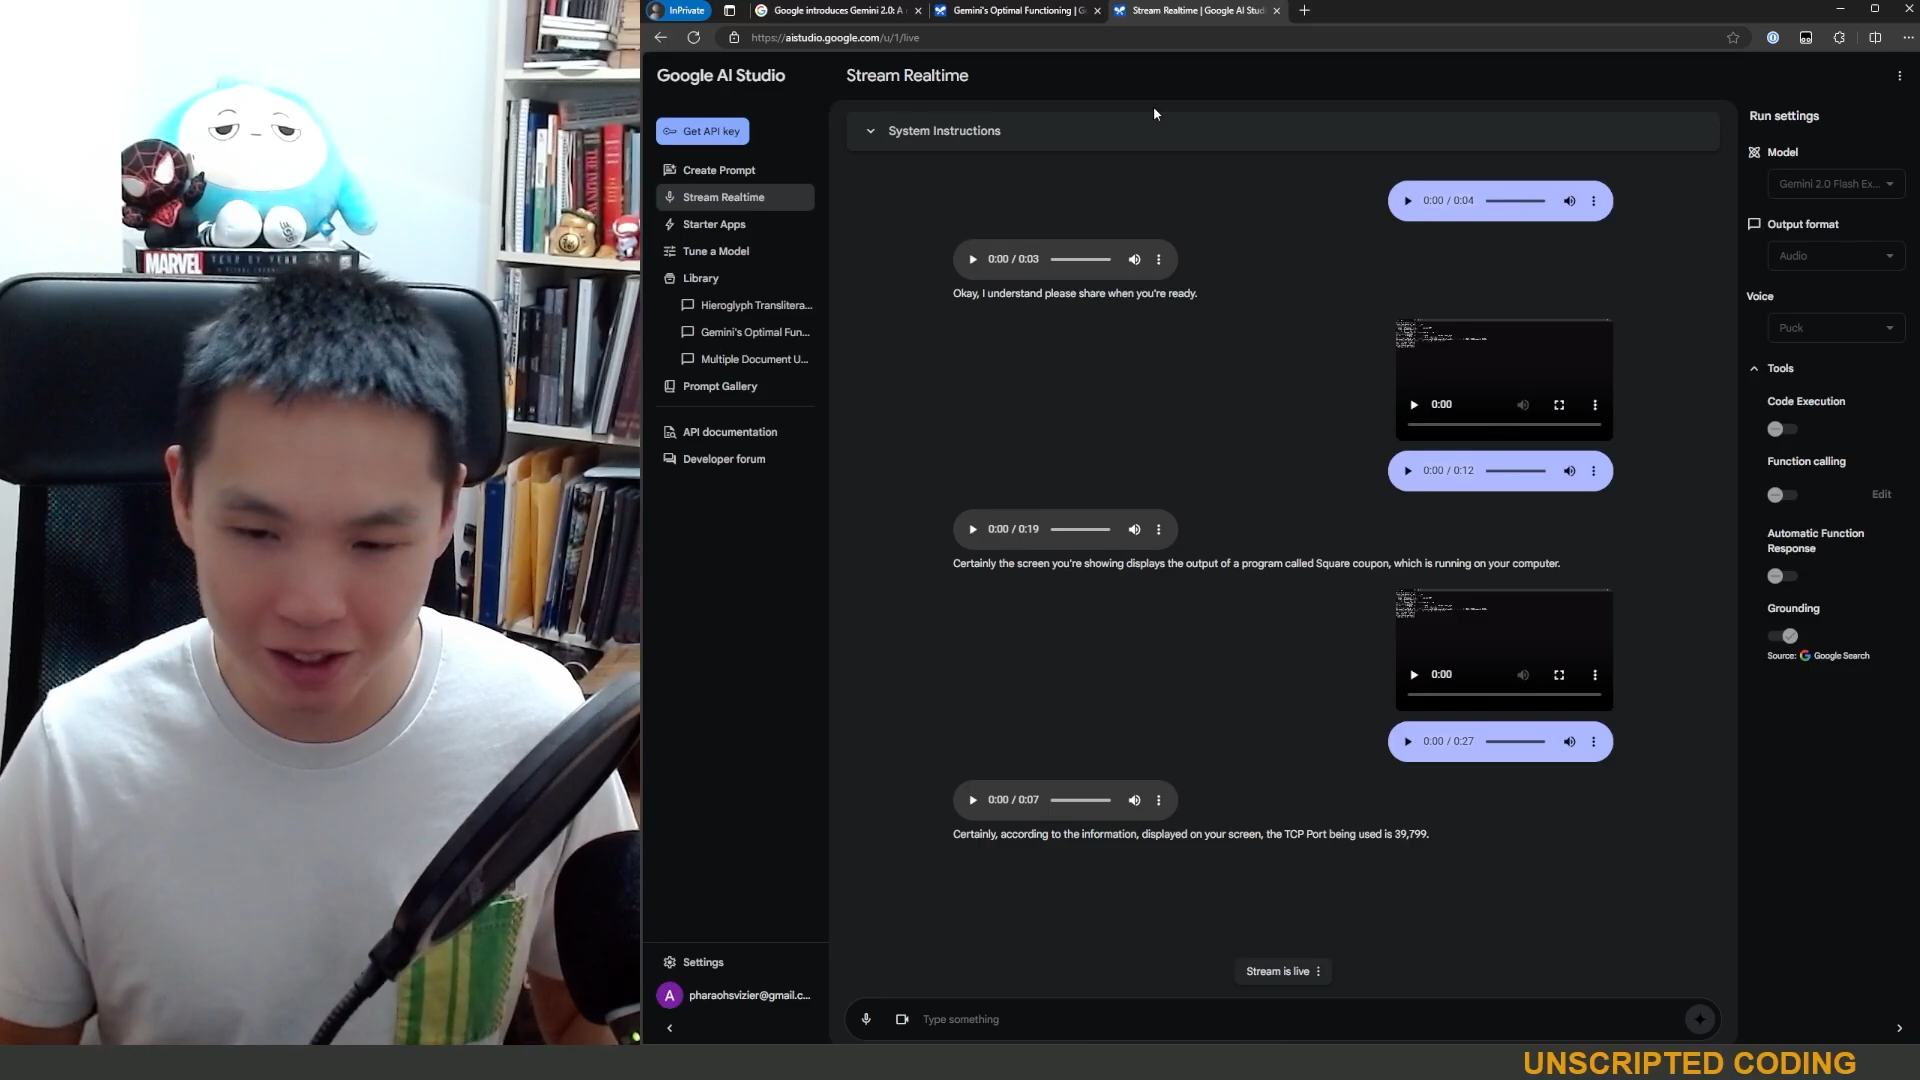 InPrivate
Google introduces Gemini 2.0: A
Gemini's Optimal Functioning | G
Stream Realtime | Google AI Stud
https://aistudio.google.com/u/1/live
Google AI Studio
Stream Realtime
Get API key
System Instructions
Run settings
Create Prompt
Stream Realtime
Starter Apps
Tune a Model
Library
Hieroglyph Translitera...
Gemini's Optimal Fun...
Multiple Document U...
Prompt Gallery
API documentation
Developer forum
Settings
A
pharaohsvizier@gmail.c...
0:00 / 0:04
0:00 / 0:03
Okay, I understand please share when you're ready.
0:00
0:00 / 0:12
0:00 / 0:19
Certainly the screen you're showing displays the output of a program called Square coupon, which is running on your computer.
0:00
0:00 / 0:27
0:00 / 0:07
Certainly, according to the information, displayed on your screen, the TCP Port being used is 39,799.
Stream is live
Type something
Model
Gemini 2.0 Flash Ex...
Output format
Audio
Voice
Puck
Tools
Code Execution
Function calling
Edit
Automatic Function
Response
Grounding
Source: Google Search
MARVEL YEAR BY YEAR
UNSCRIPTED CODING